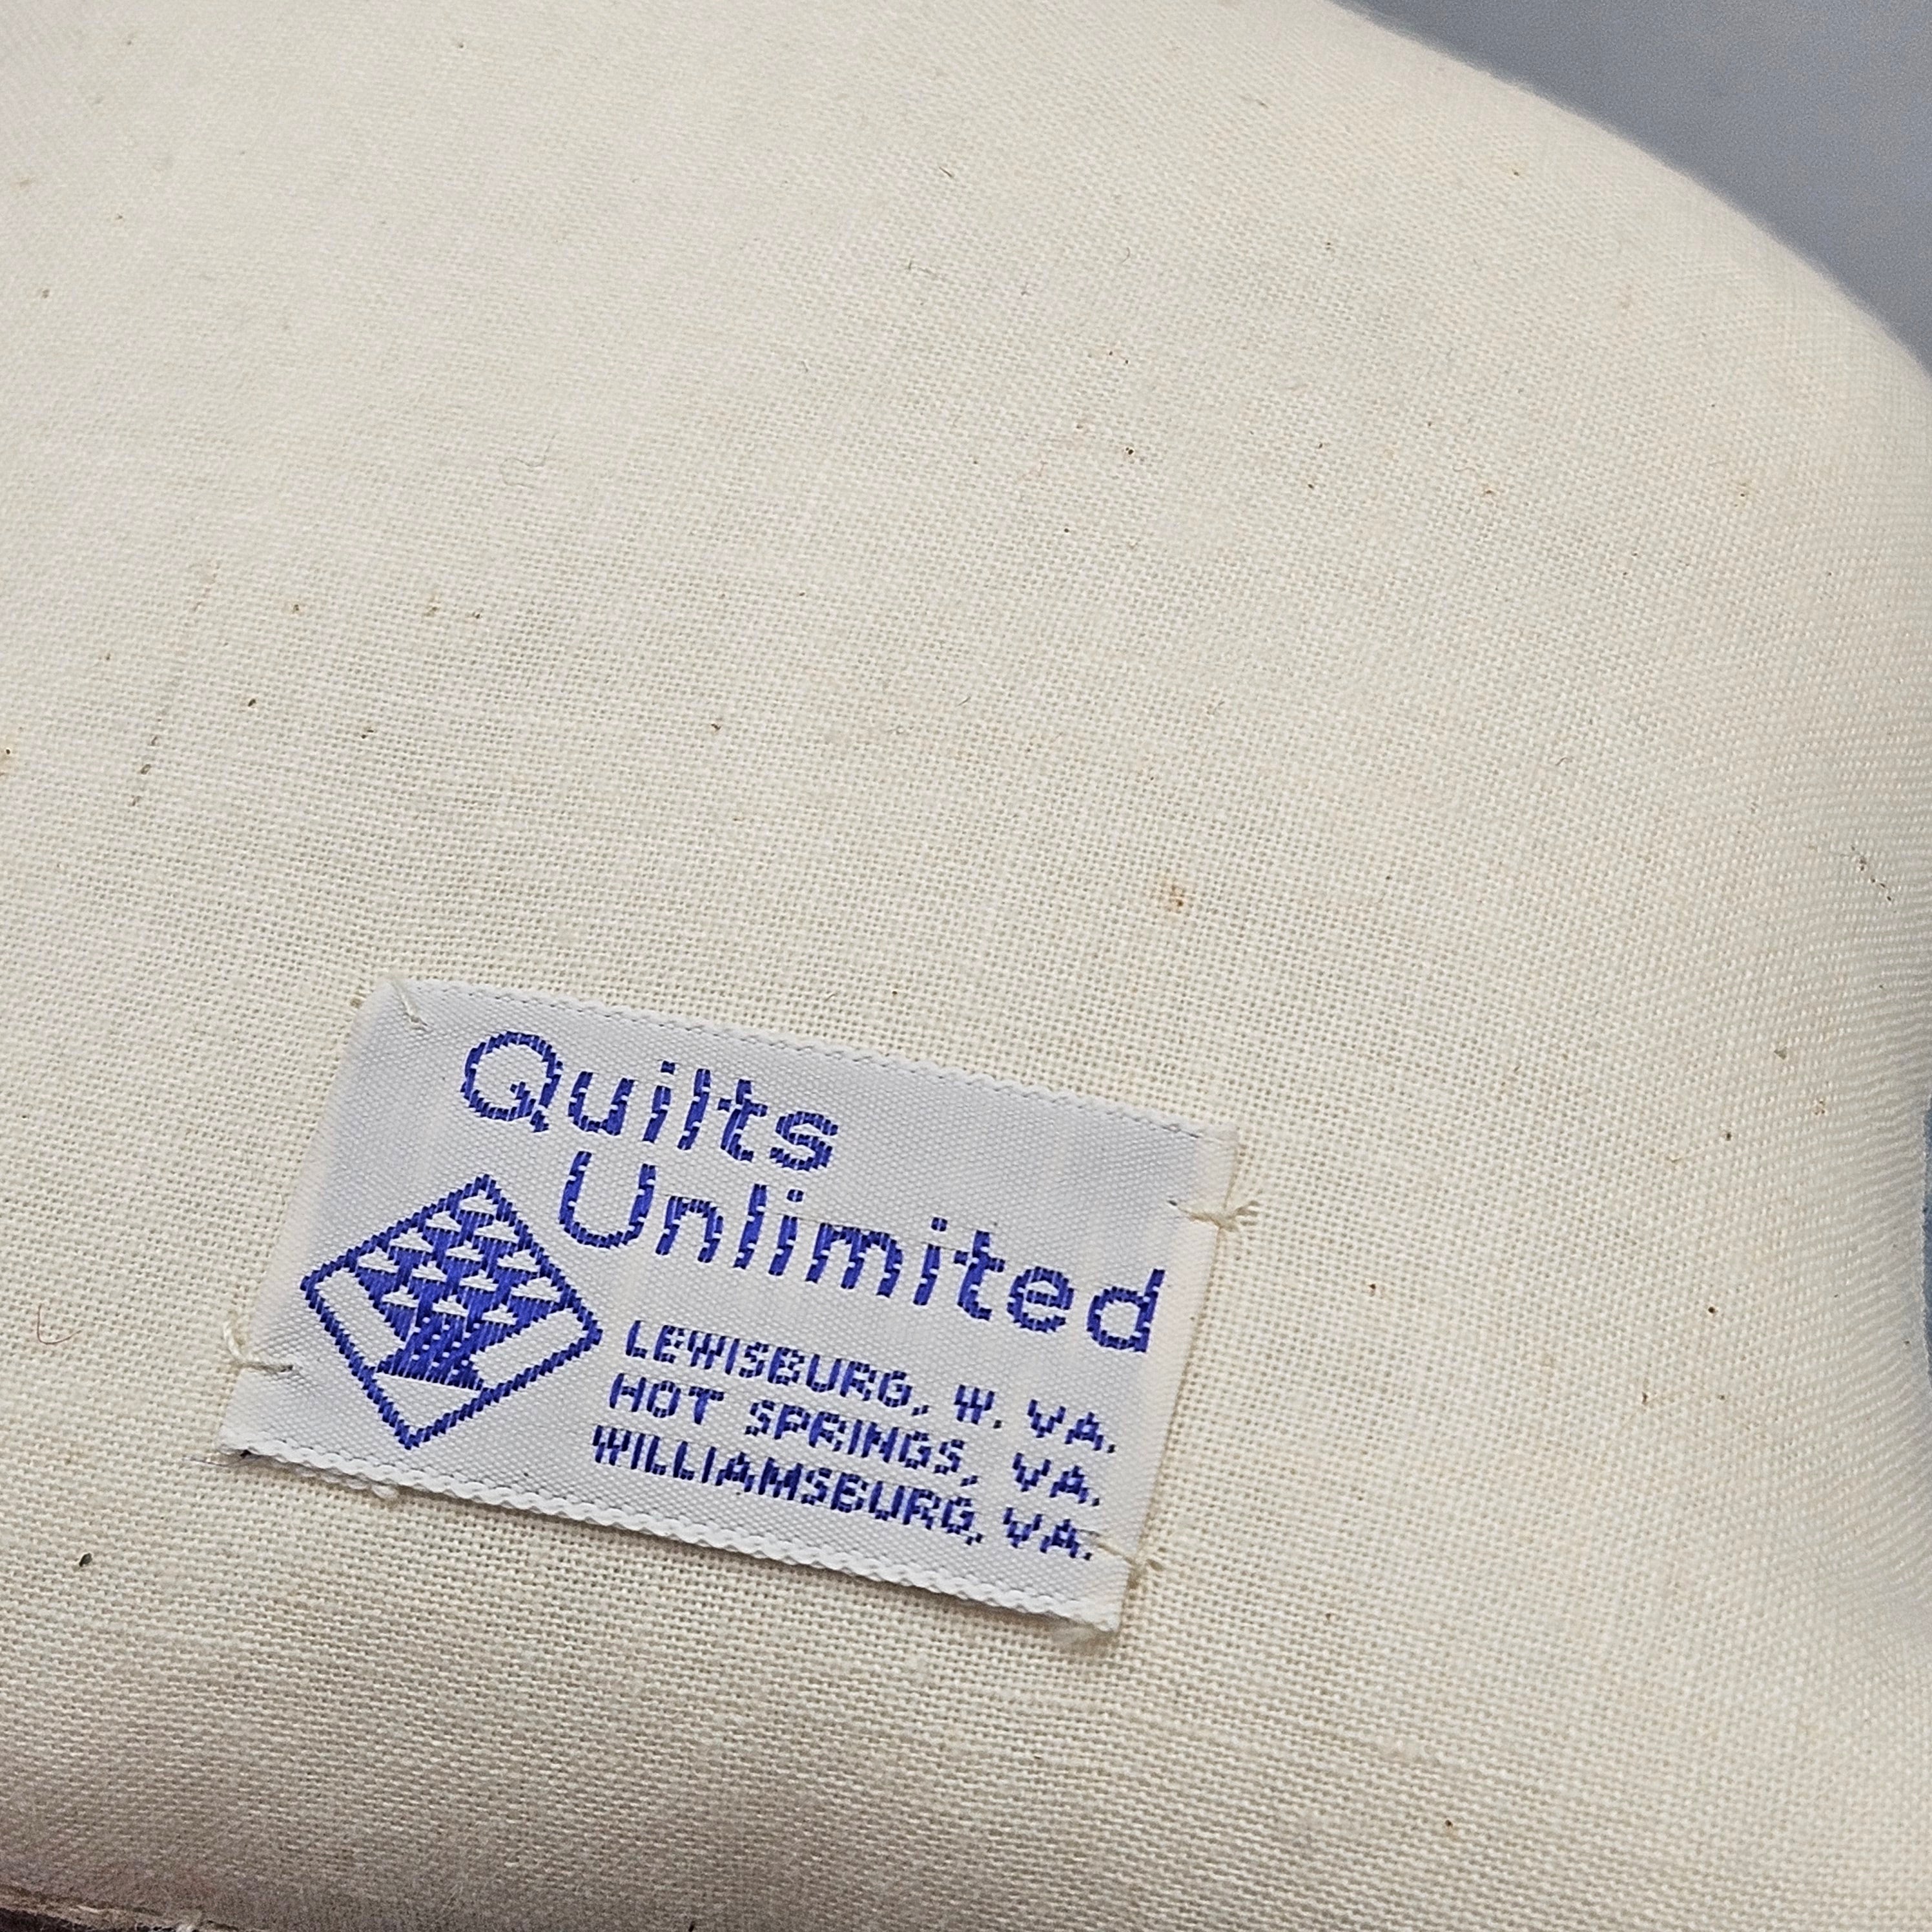 Quilts
Unlimited
LEWISBURG, W. VA.
HOT SPRINGS, VA.
WILLIAMSBURG, VA.